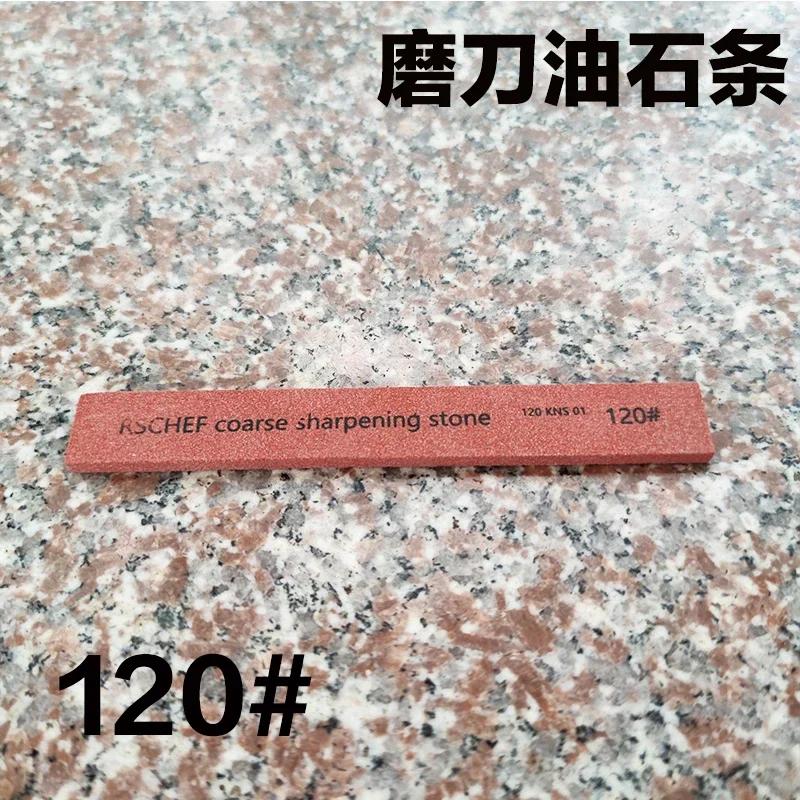 磨刀油石条
RSCHEF coarse sharpening stone 120 KNS 01 120#
120#